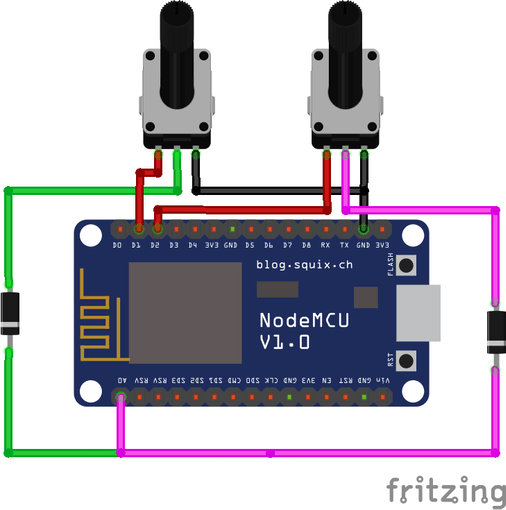 D0 D1 D2 D3 D4 3V3 GND D5 D6 D7 D8 RX TX GND 3V3
blog.squix.ch
FLASH
NodeMCU
V1.0
RST
A0 RSV RSV SD3 SD2 SD1 CMD SD0 CLK GND 3V3 EN RST GND Vin
fritzing